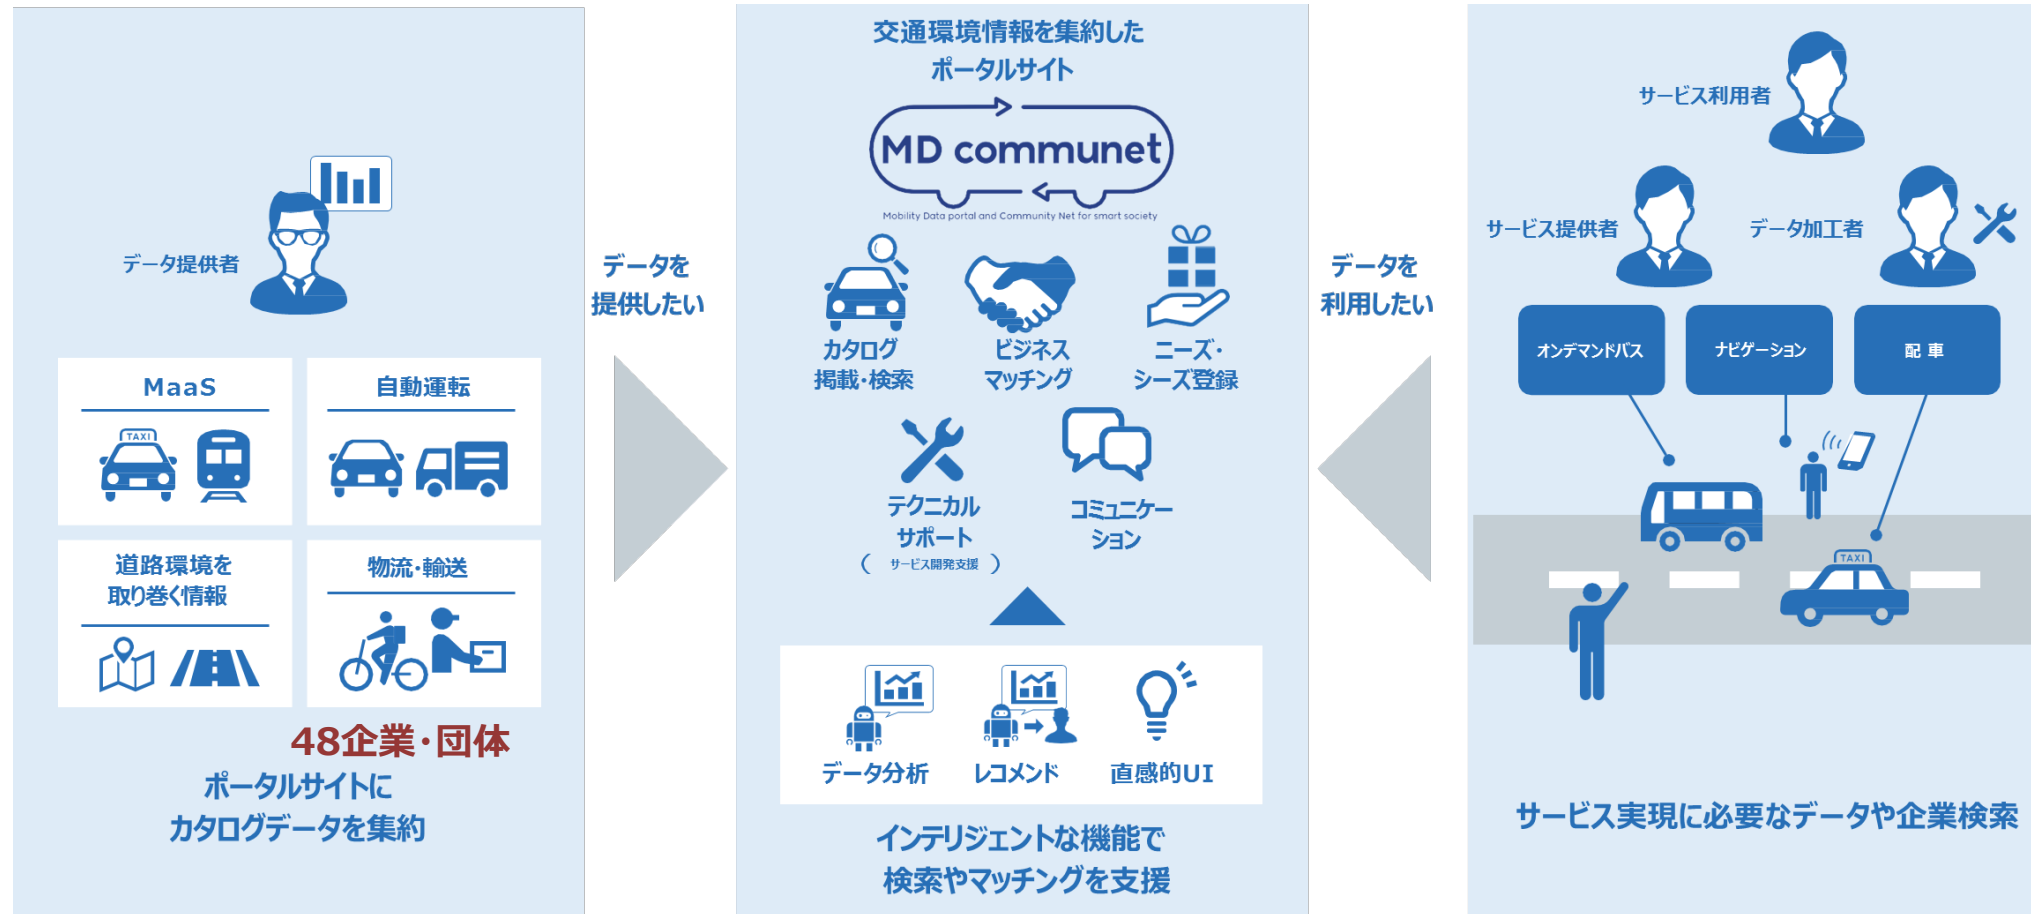 データ提供者
MaaS
TAXI
自動運転
道路環境を
取り巻く情報
物流・輸送
48企業・団体
ポータルサイトに
カタログデータを集約
データを
提供したい
交通環境情報を集約した
ポータルサイト
MD communet
Mobility Data portal and Community Net for smart society
カタログ
掲載・検索
ビジネス
マッチング
ニーズ・
シーズ登録
テクニカル
サポート
( サービス開発支援 )
コミュニケー
ション
データ分析
レコメンド
直感的UI
インテリジェントな機能で
検索やマッチングを支援
データを
利用したい
サービス利用者
サービス提供者
データ加工者
オンデマンドバス
ナビゲーション
配車
TAXI
サービス実現に必要なデータや企業検索